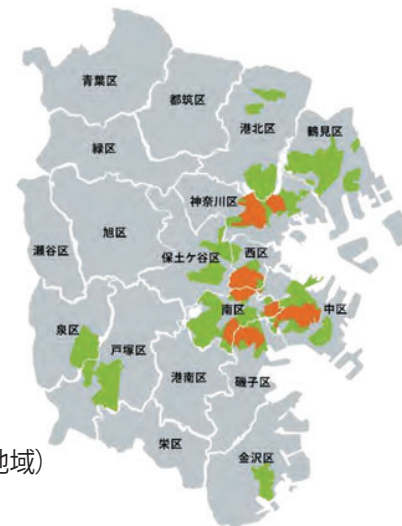 青葉区
都筑区
港北区
鶴見区
緑区
神奈川区
旭区
瀬谷区
保土ケ谷区
西区
南区
中区
泉区
戸塚区
港南区
磯子区
栄区
金沢区
地域）